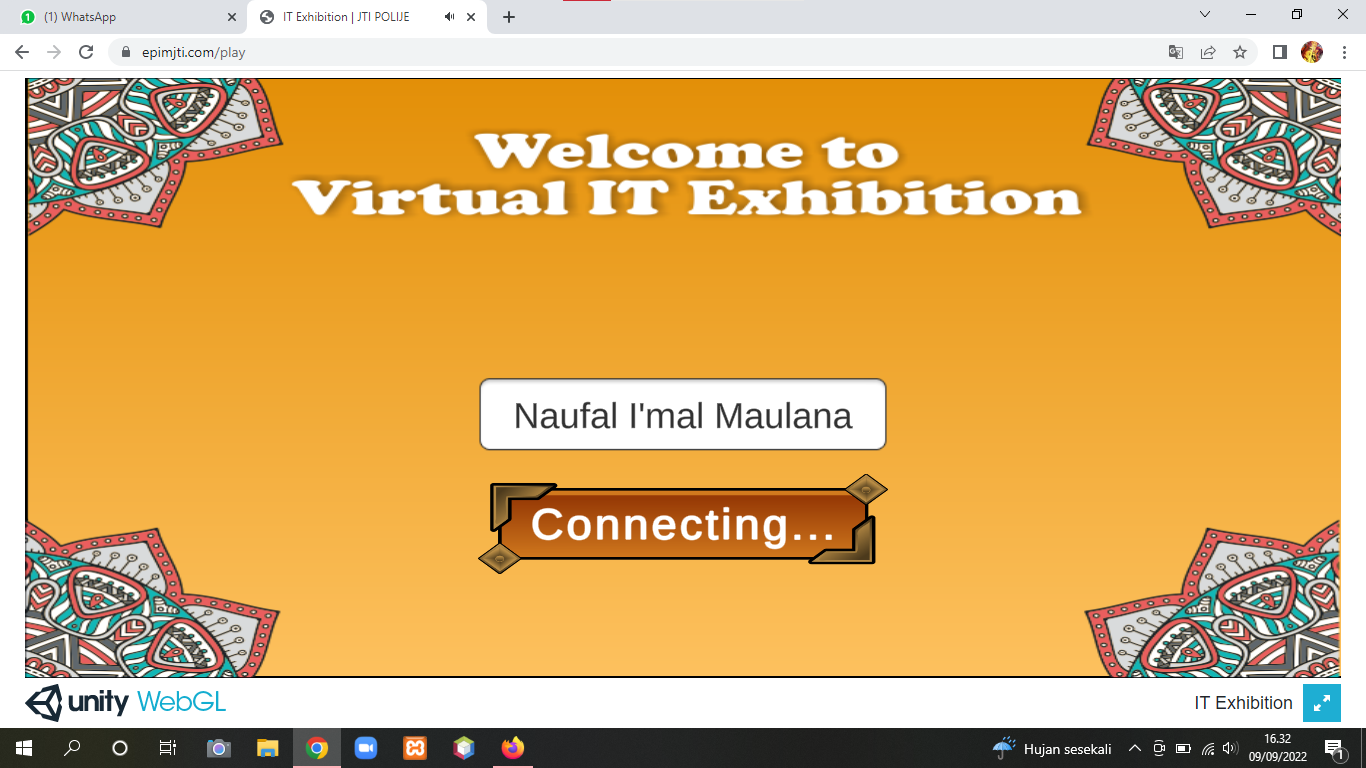 (1) WhatsApp
IT Exhibition | JTI POLIJE
epimjti.com/play
Welcome to
Virtual IT Exhibition
Naufal I'mal Maulana
Connecting...
unity WebGL
IT Exhibition
Hujan sesekali
16.32
09/09/2022
1